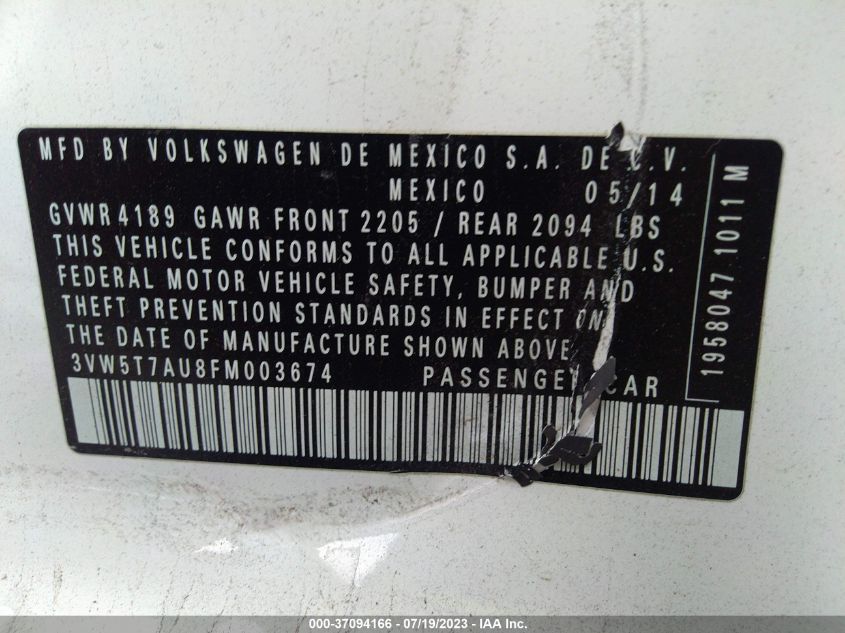 MFD BY VOLKSWAGEN DE MEXICO S.A. DE C.V.
MEXICO 05/14
GVWR 4189 GAWR FRONT 2205 / REAR 2094 LBS
THIS VEHICLE CONFORMS TO ALL APPLICABLE U.S.
FEDERAL MOTOR VEHICLE SAFETY, BUMPER AND
THEFT PREVENTION STANDARDS IN EFFECT ON
THE DATE OF MANUFACTURE SHOWN ABOVE
3VW5T7AU8FM003674 PASSENGER CAR
1958047 1011 M
000-37094166 - 07/19/2023 - IAA Inc.